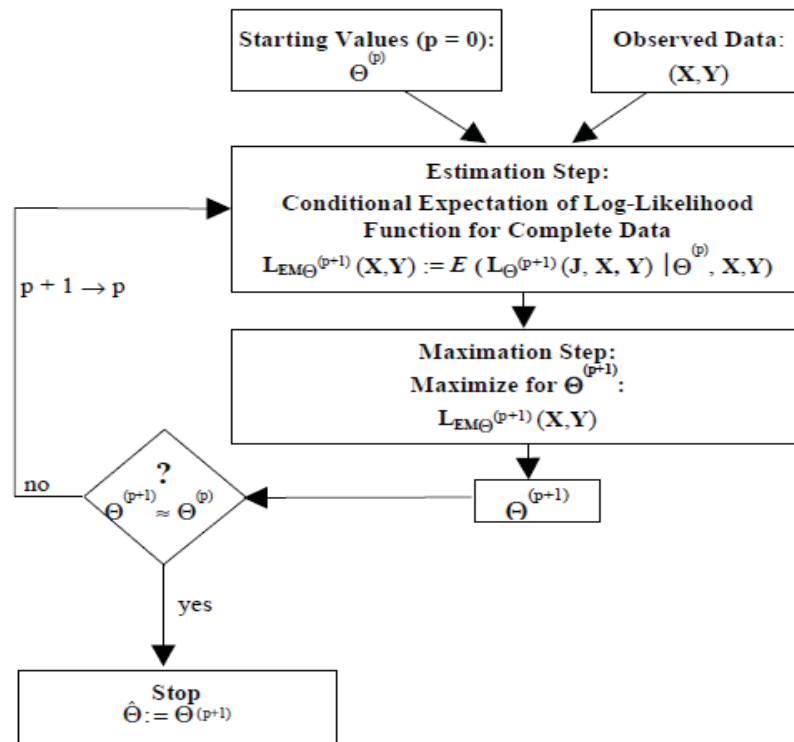 Starting Values (p = 0):
Θ^(p)
Observed Data:
(X,Y)
Estimation Step:
Conditional Expectation of Log-Likelihood
Function for Complete Data
L_EMΘ^(p+1) (X,Y) := E ( L_Θ^(p+1) (J, X, Y) | Θ^(p), X,Y)
p + 1 → p
Maximation Step:
Maximize for Θ^(p+1):
L_EMΘ^(p+1) (X,Y)
?
Θ^(p+1) ≈ Θ^(p)
no
Θ^(p+1)
yes
Stop
Θ̂ := Θ^(p+1)